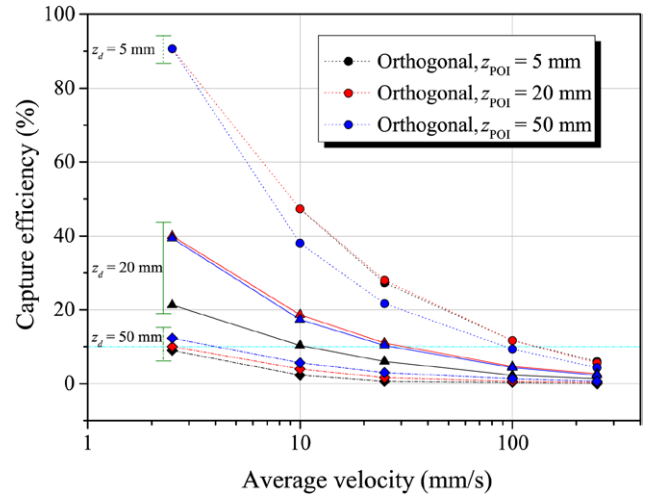 100
80
60
40
20
0
Capture efficiency (%)
z_d = 5 mm
z_d = 20 mm
z_d = 50 mm
Orthogonal, z_POI = 5 mm
Orthogonal, z_POI = 20 mm
Orthogonal, z_POI = 50 mm
1 10 100
Average velocity (mm/s)